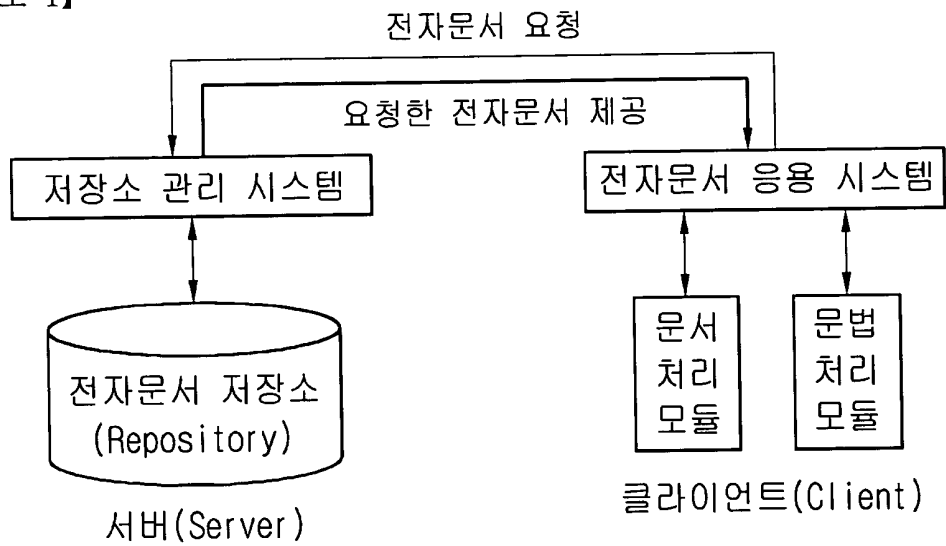 전자문서 요청
요청한 전자문서 제공
저장소 관리 시스템
전자문서 응용 시스템
전자문서 저장소
(Repository)
문서
처리
모듈
문법
처리
모듈
서버(Server)
클라이언트(Client)